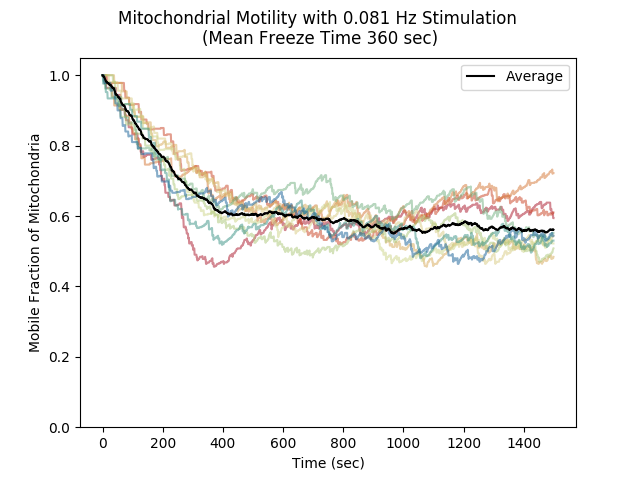 Mitochondrial Motility with 0.081 Hz Stimulation
(Mean Freeze Time 360 sec)
Average
Mobile Fraction of Mitochondria
1.0
0.8
0.6
0.4
0.2
0.0
0 200 400 600 800 1000 1200 1400
Time (sec)